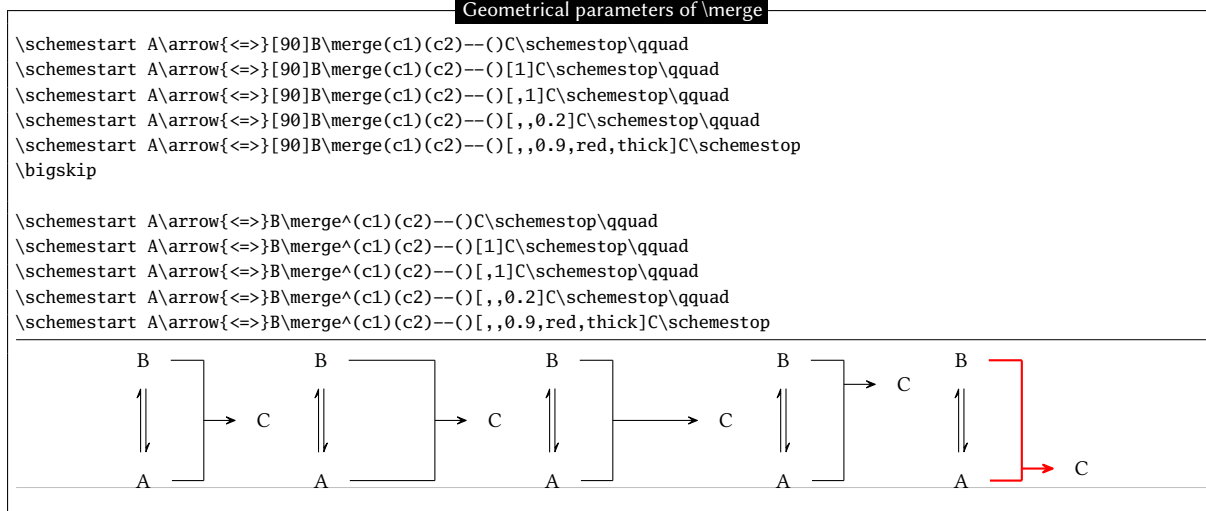 Geometrical parameters of \merge
\schemestart A\arrow{<=>}[90]B\merge(c1)(c2)--()C\schemestop\qquad
\schemestart A\arrow{<=>}[90]B\merge(c1)(c2)--()[1]C\schemestop\qquad
\schemestart A\arrow{<=>}[90]B\merge(c1)(c2)--()[,1]C\schemestop\qquad
\schemestart A\arrow{<=>}[90]B\merge(c1)(c2)--()[,,0.2]C\schemestop\qquad
\schemestart A\arrow{<=>}[90]B\merge(c1)(c2)--()[,,0.9,red,thick]C\schemestop
\bigskip
\schemestart A\arrow{<=>}B\merge^(c1)(c2)--()C\schemestop\qquad
\schemestart A\arrow{<=>}B\merge^(c1)(c2)--()[1]C\schemestop\qquad
\schemestart A\arrow{<=>}B\merge^(c1)(c2)--()[,1]C\schemestop\qquad
\schemestart A\arrow{<=>}B\merge^(c1)(c2)--()[,,0.2]C\schemestop\qquad
\schemestart A\arrow{<=>}B\merge^(c1)(c2)--()[,,0.9,red,thick]C\schemestop
B B B B B
C
C C C
C
A A A A A